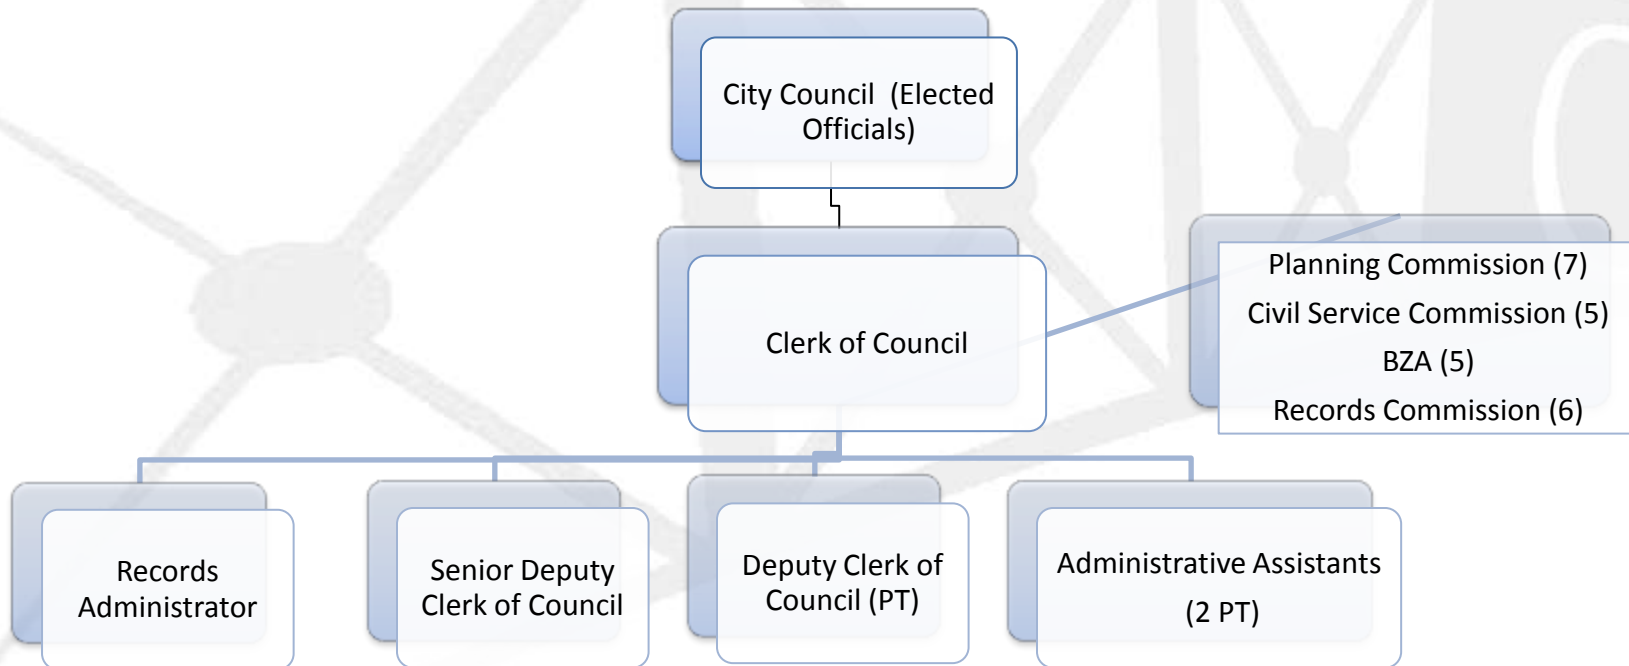 City Council  (Elected
Officials)
Clerk of Council
Planning Commission (7)
Civil Service Commission (5)
BZA (5)
Records Commission (6)
Records
Administrator
Senior Deputy
Clerk of Council
Deputy Clerk of
Council (PT)
Administrative Assistants
(2 PT)